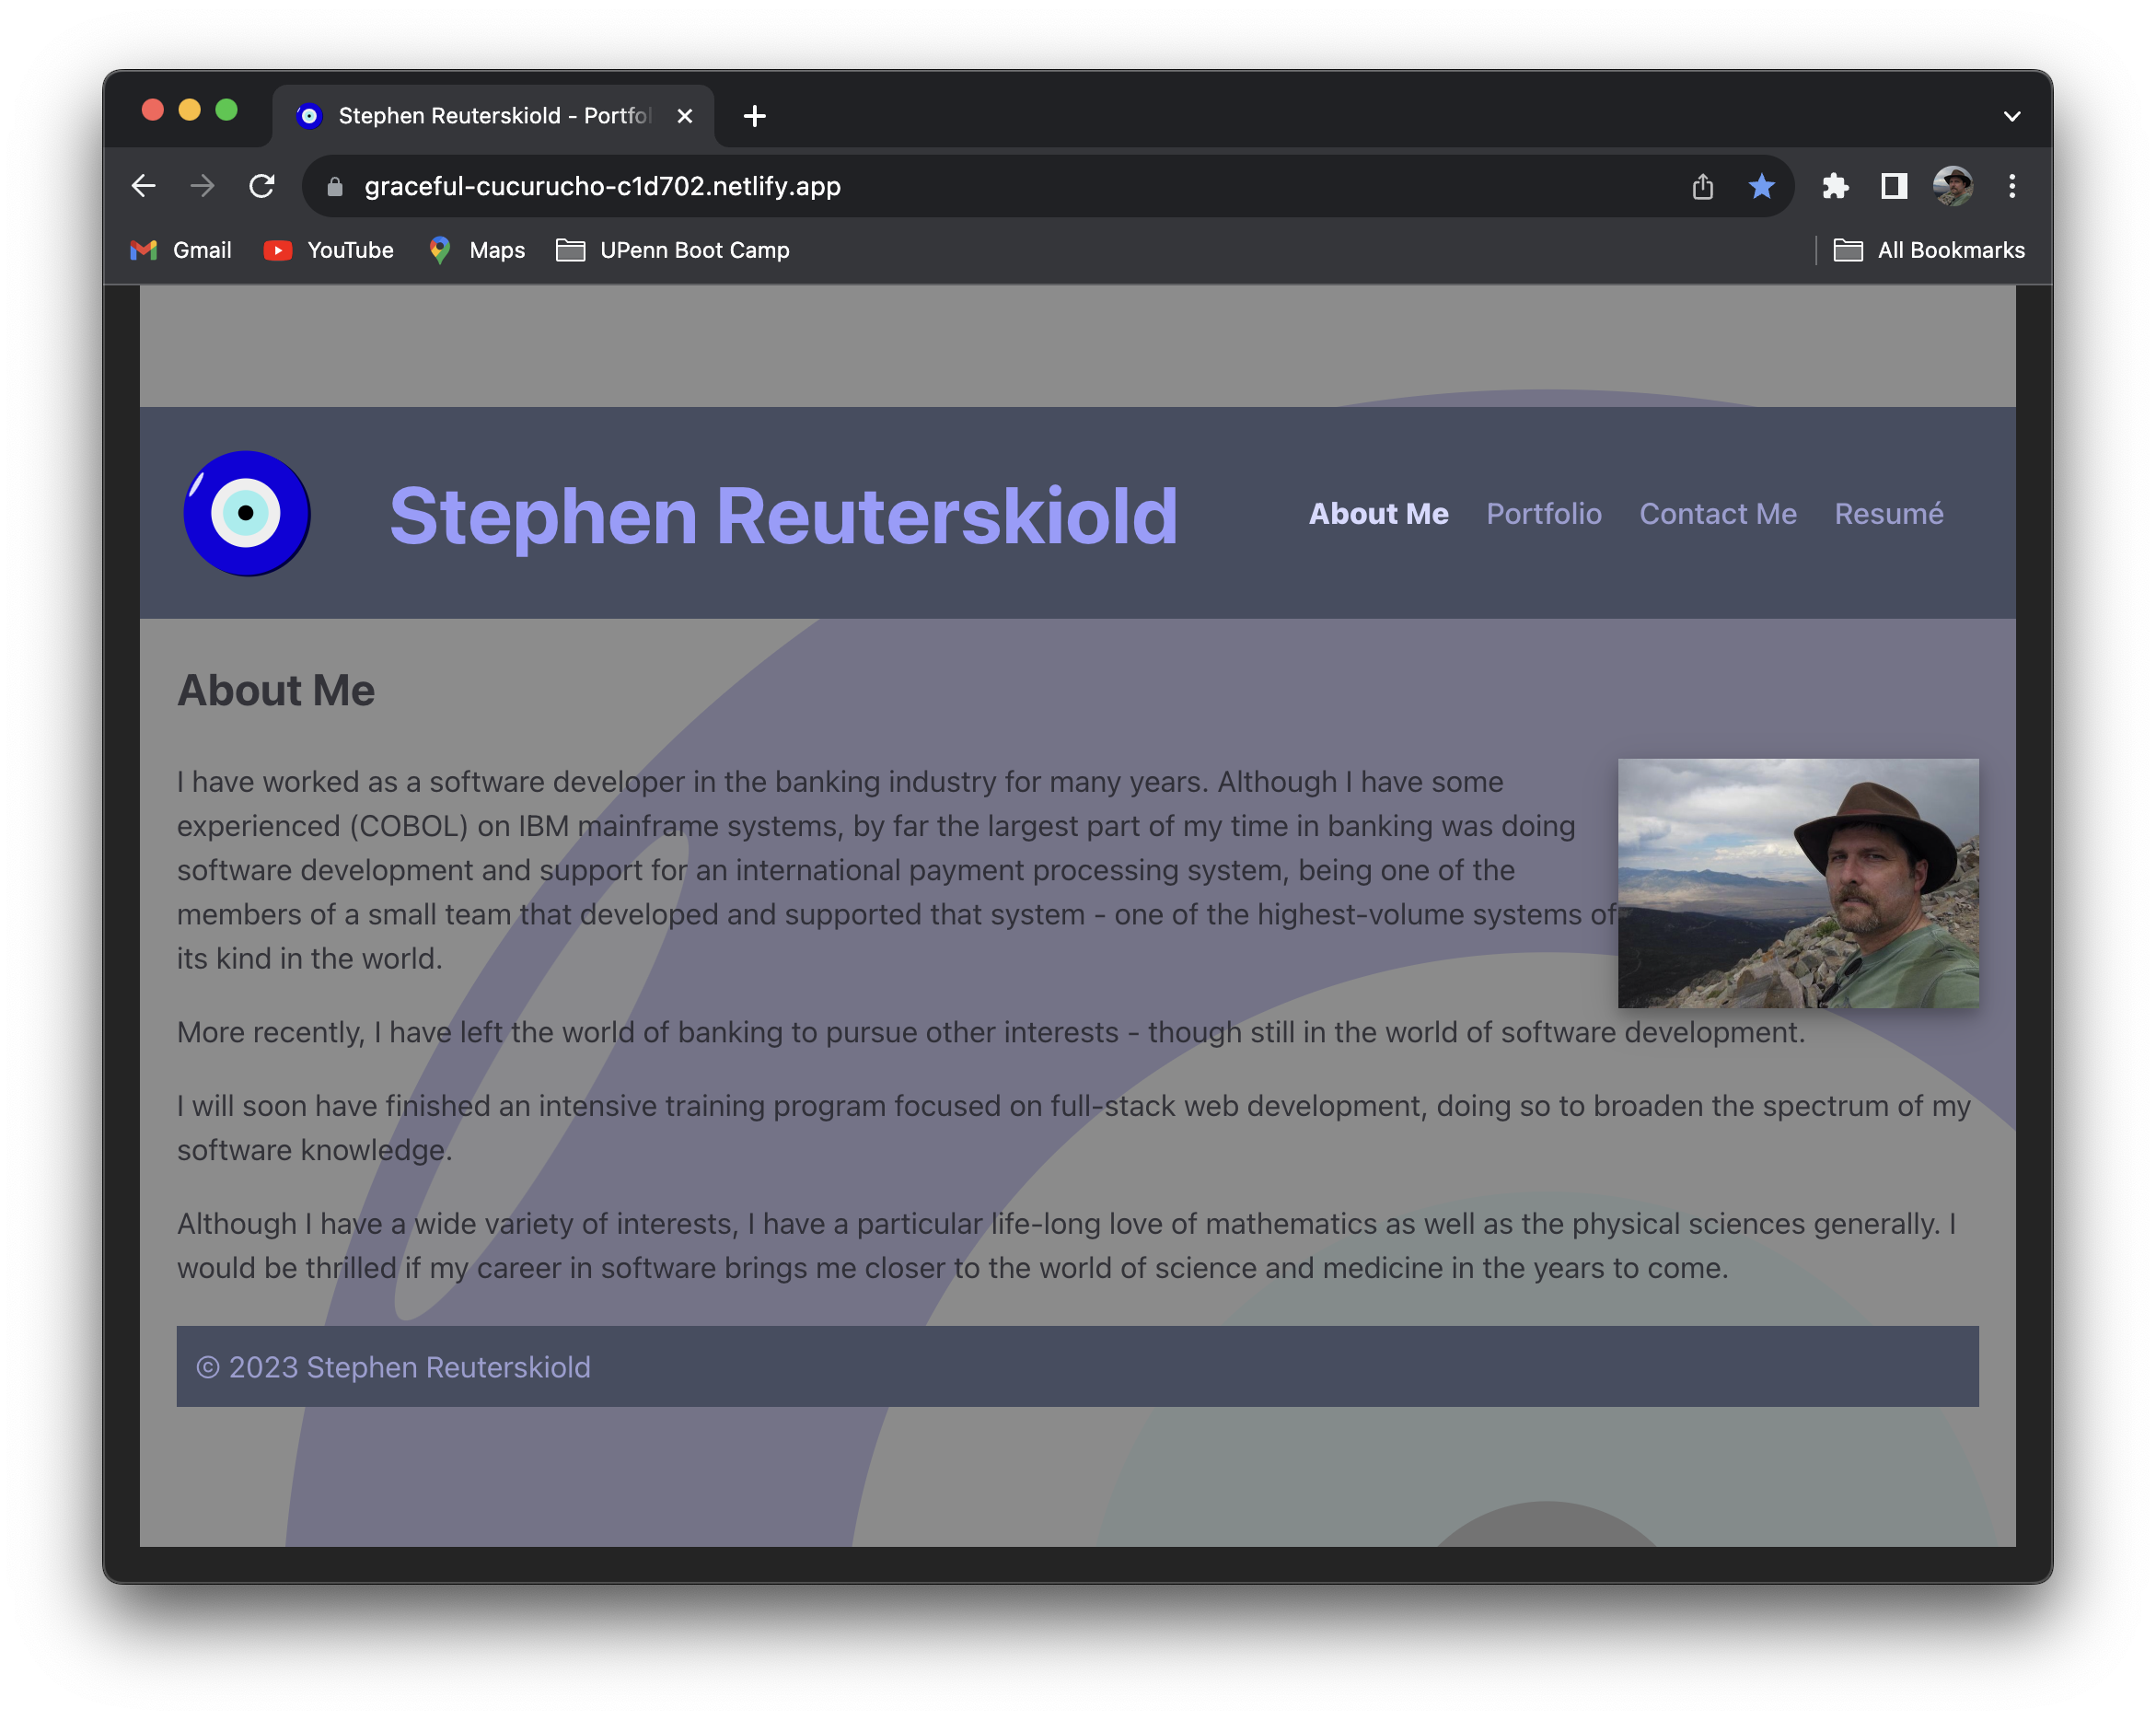 Stephen Reuterskiold - Portfol
graceful-cucurucho-c1d702.netlify.app
Gmail YouTube Maps UPenn Boot Camp All Bookmarks
Stephen Reuterskiold About Me Portfolio Contact Me Resumé
About Me
I have worked as a software developer in the banking industry for many years. Although I have some
experienced (COBOL) on IBM mainframe systems, by far the largest part of my time in banking was doing
software development and support for an international payment processing system, being one of the
members of a small team that developed and supported that system - one of the highest-volume systems of
its kind in the world.
More recently, I have left the world of banking to pursue other interests - though still in the world of software development.
I will soon have finished an intensive training program focused on full-stack web development, doing so to broaden the spectrum of my
software knowledge.
Although I have a wide variety of interests, I have a particular life-long love of mathematics as well as the physical sciences generally. I
would be thrilled if my career in software brings me closer to the world of science and medicine in the years to come.
© 2023 Stephen Reuterskiold